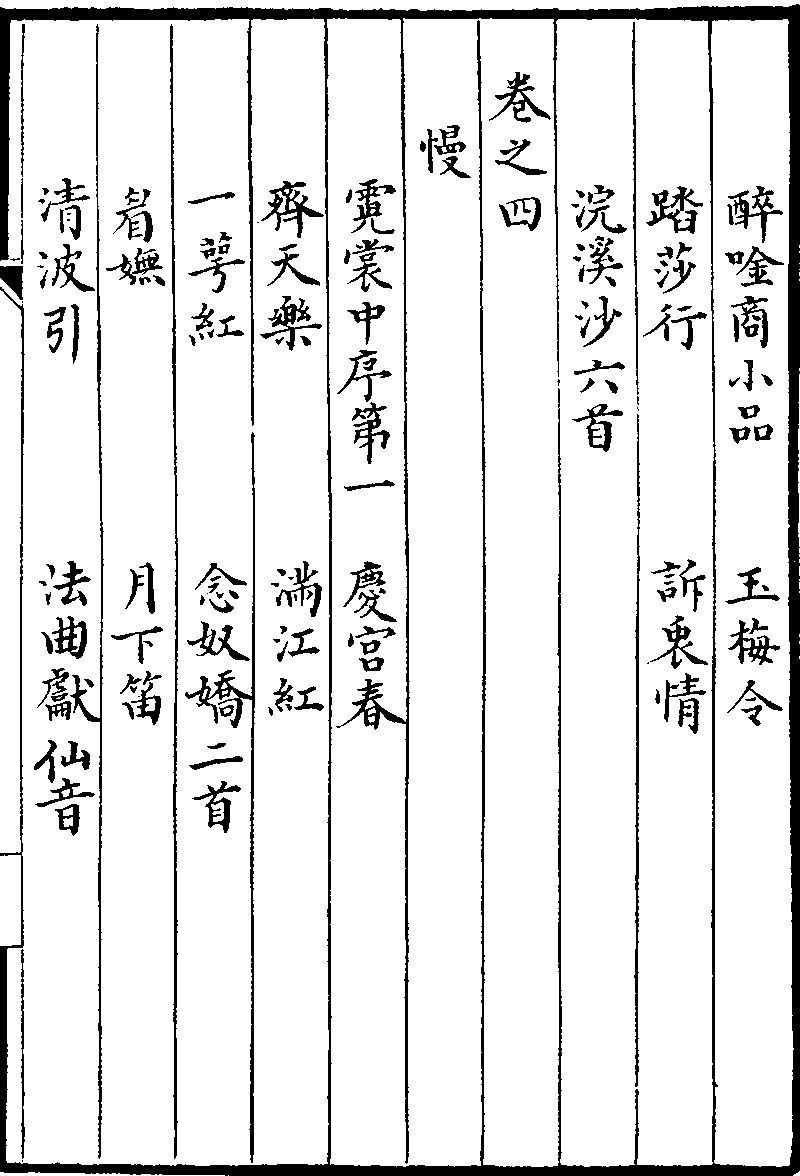 醉唫商小品　玉梅令
踏莎行　訴衷情
浣溪沙六首
卷之四
慢
霓裳中序第一　慶宮春
齊天樂　滿江紅
一萼紅　念奴嬌二首
眉嫵　月下笛
清波引　法曲獻仙音